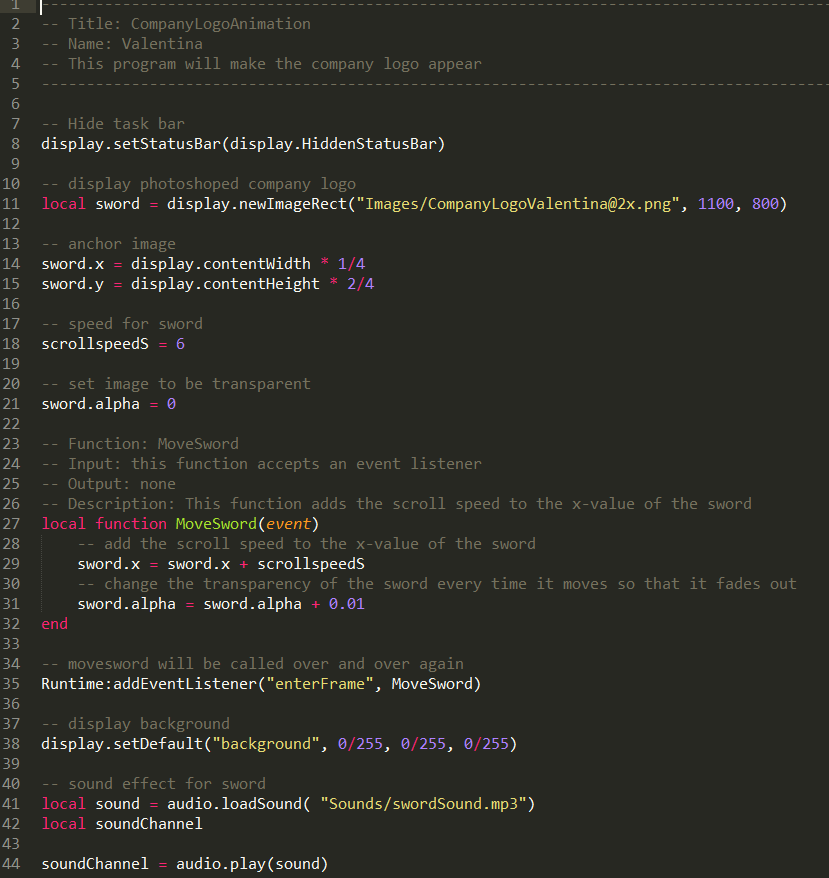 1 ----------------------------------------------------------------------------------------
2 -- Title: CompanyLogoAnimation
3 -- Name: Valentina
4 -- This program will make the company logo appear
5 ----------------------------------------------------------------------------------------
6
7 -- Hide task bar
8 display.setStatusBar(display.HiddenStatusBar)
9
10 -- display photoshoped company logo
11 local sword = display.newImageRect("Images/CompanyLogoValentina@2x.png", 1100, 800)
12
13 -- anchor image
14 sword.x = display.contentWidth * 1/4
15 sword.y = display.contentHeight * 2/4
16
17 -- speed for sword
18 scrollspeedS = 6
19
20 -- set image to be transparent
21 sword.alpha = 0
22
23 -- Function: MoveSword
24 -- Input: this function accepts an event listener
25 -- Output: none
26 -- Description: This function adds the scroll speed to the x-value of the sword
27 local function MoveSword(event)
28     -- add the scroll speed to the x-value of the sword
29     sword.x = sword.x + scrollspeedS
30     -- change the transparency of the sword every time it moves so that it fades out
31     sword.alpha = sword.alpha + 0.01
32 end
33
34 -- movesword will be called over and over again
35 Runtime:addEventListener("enterFrame", MoveSword)
36
37 -- display background
38 display.setDefault("background", 0/255, 0/255, 0/255)
39
40 -- sound effect for sword
41 local sound = audio.loadSound( "Sounds/swordSound.mp3")
42 local soundChannel
43
44 soundChannel = audio.play(sound)